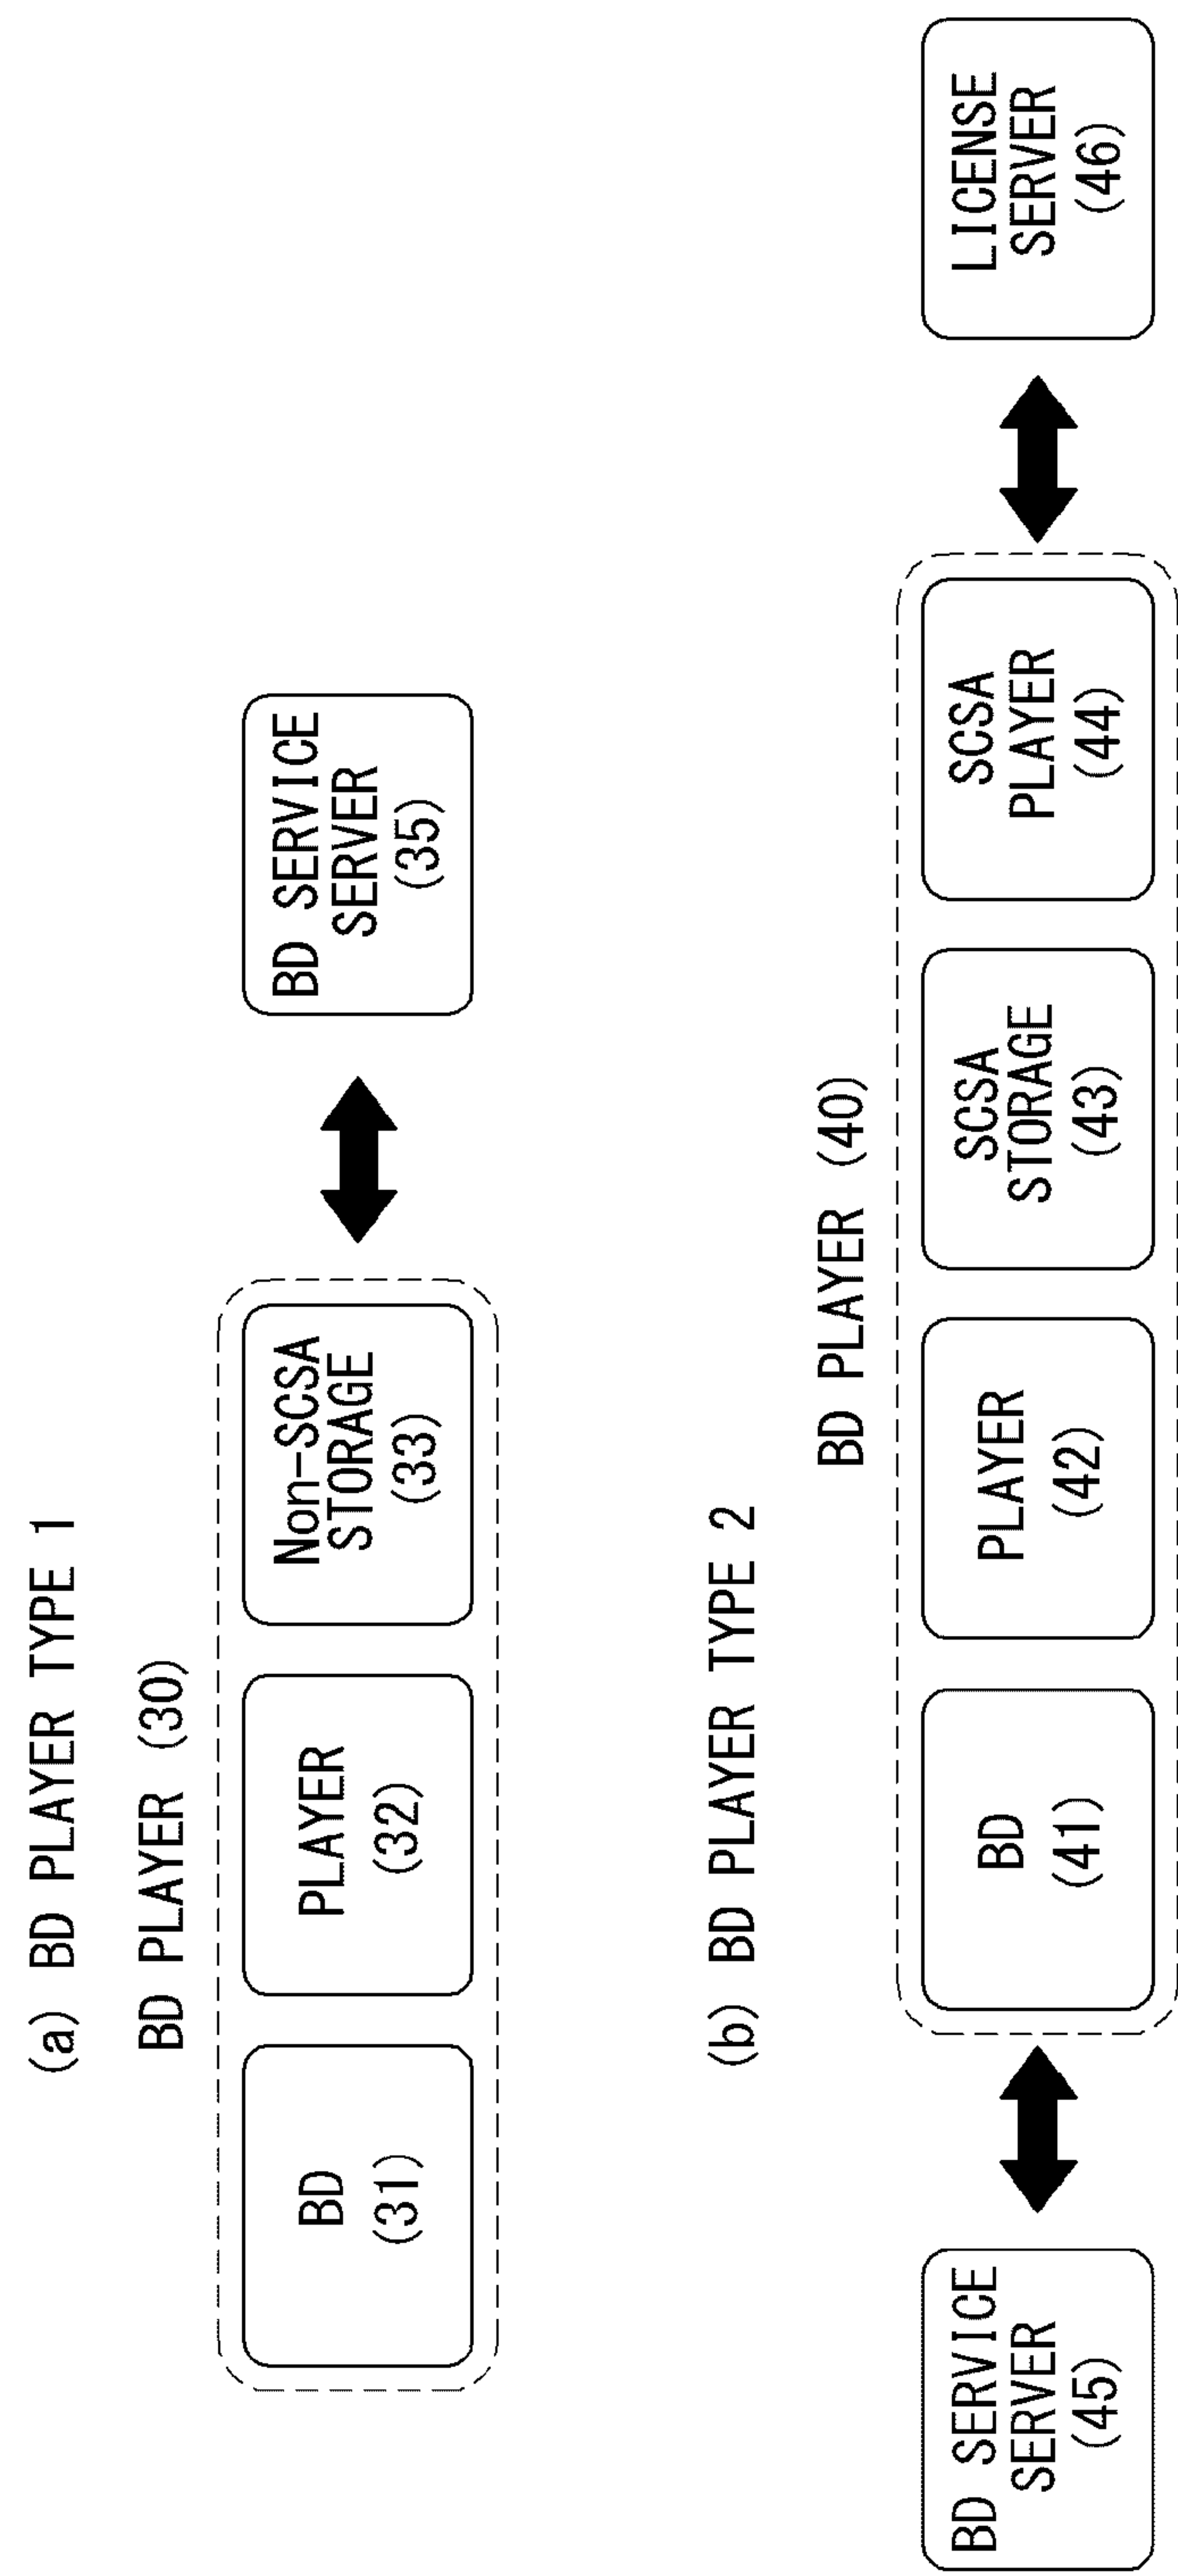 (a) BD PLAYER TYPE 1
BD PLAYER (30)
BD
(31)
PLAYER
(32)
Non-SCSA
STORAGE
(33)
BD SERVICE
SERVER
(35)
(b) BD PLAYER TYPE 2
BD PLAYER (40)
BD SERVICE
SERVER
(45)
BD
(41)
PLAYER
(42)
SCSA
STORAGE
(43)
SCSA
PLAYER
(44)
LICENSE
SERVER
(46)